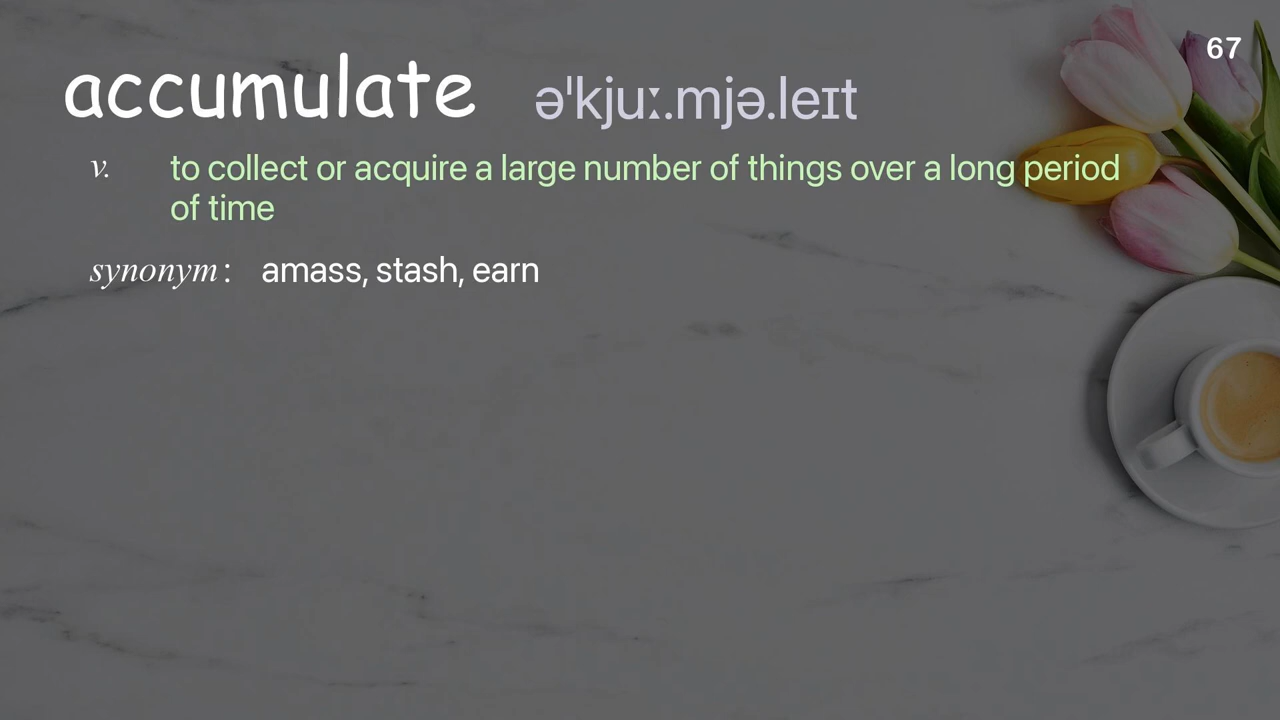 67
accumulate əˈkjuː.mjə.leɪt
v. to collect or acquire a large number of things over a long period
of time
synonym: amass, stash, earn